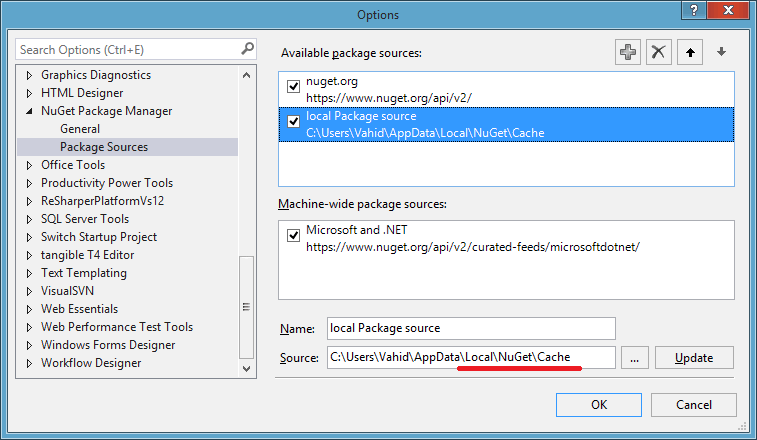 Options
Search Options (Ctrl+E)
Graphics Diagnostics
HTML Designer
NuGet Package Manager
General
Package Sources
Office Tools
Productivity Power Tools
ReSharperPlatformVs12
SQL Server Tools
Switch Startup Project
tangible T4 Editor
Text Templating
VisualSVN
Web Essentials
Web Performance Test Tools
Windows Forms Designer
Workflow Designer
Available package sources:
nuget.org
https://www.nuget.org/api/v2/
local Package source
C:\Users\Vahid\AppData\Local\NuGet\Cache
Machine-wide package sources:
Microsoft and .NET
https://www.nuget.org/api/v2/curated-feeds/microsoftdotnet/
Name: local Package source
Source: C:\Users\Vahid\AppData\Local\NuGet\Cache ... Update
OK Cancel